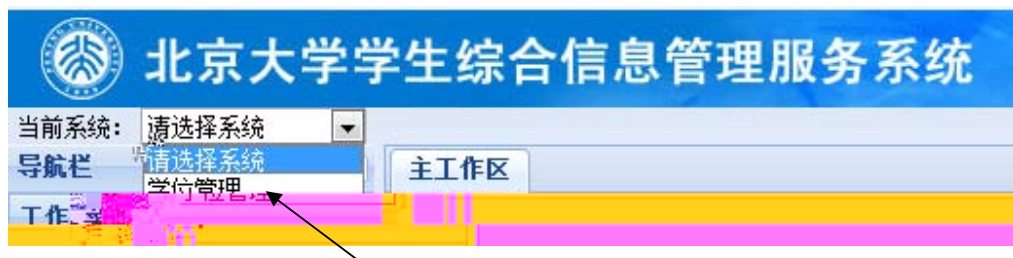 北京大学学生综合信息管理服务系统
当前系统: 请选择系统
导航栏 请选择系统 主工作区
学位管理
工作